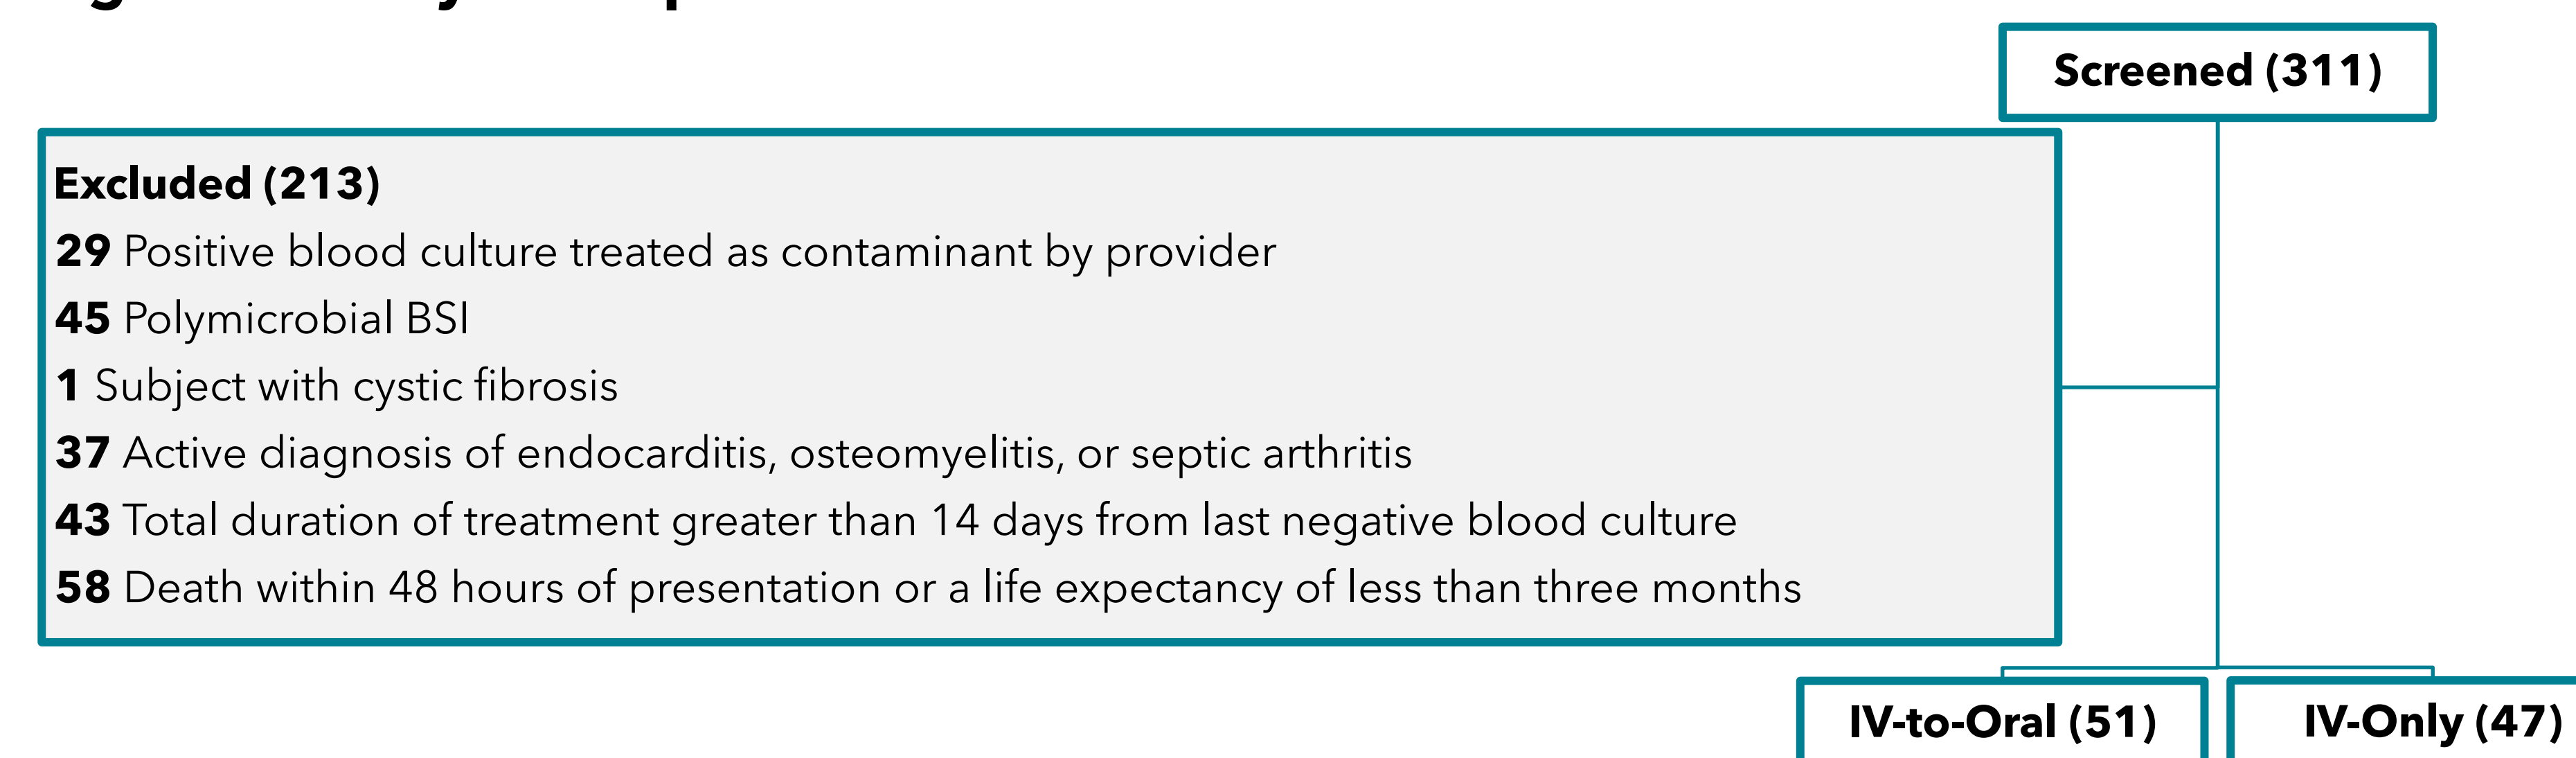 Screened (311)
Excluded (213)
29 Positive blood culture treated as contaminant by provider
45 Polymicrobial BSI
1 Subject with cystic fibrosis
37 Active diagnosis of endocarditis, osteomyelitis, or septic arthritis
43 Total duration of treatment greater than 14 days from last negative blood culture
58 Death within 48 hours of presentation or a life expectancy of less than three months
IV-to-Oral (51)
IV-Only (47)